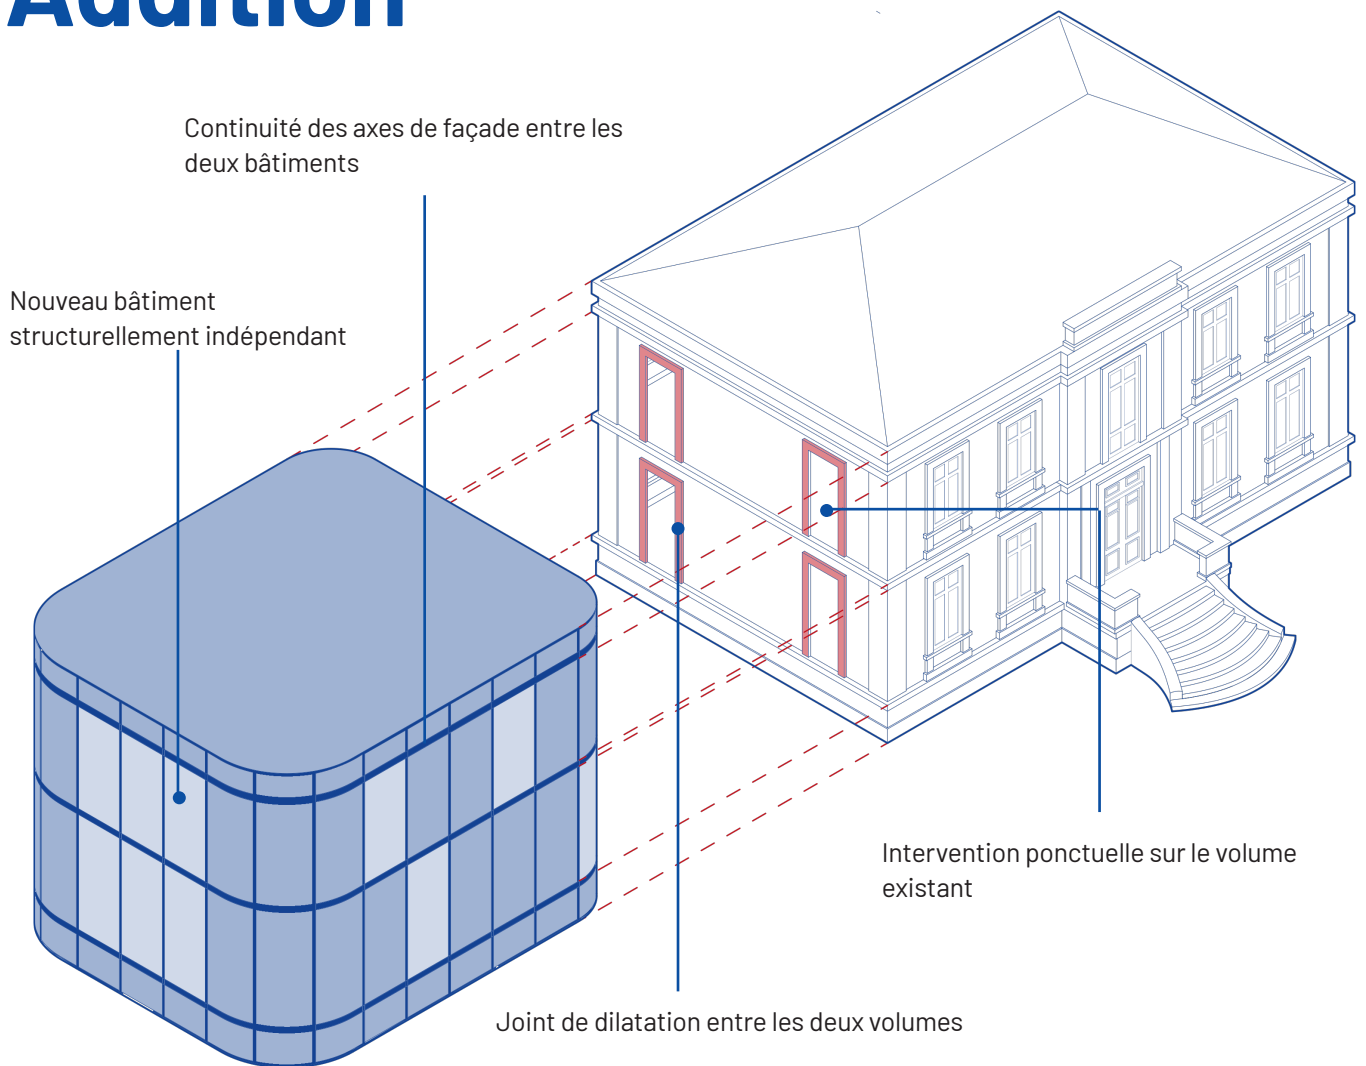 Addition
Continuité des axes de façade entre les
deux bâtiments
Nouveau bâtiment
structurellement indépendant
Intervention ponctuelle sur le volume
existant
Joint de dilatation entre les deux volumes